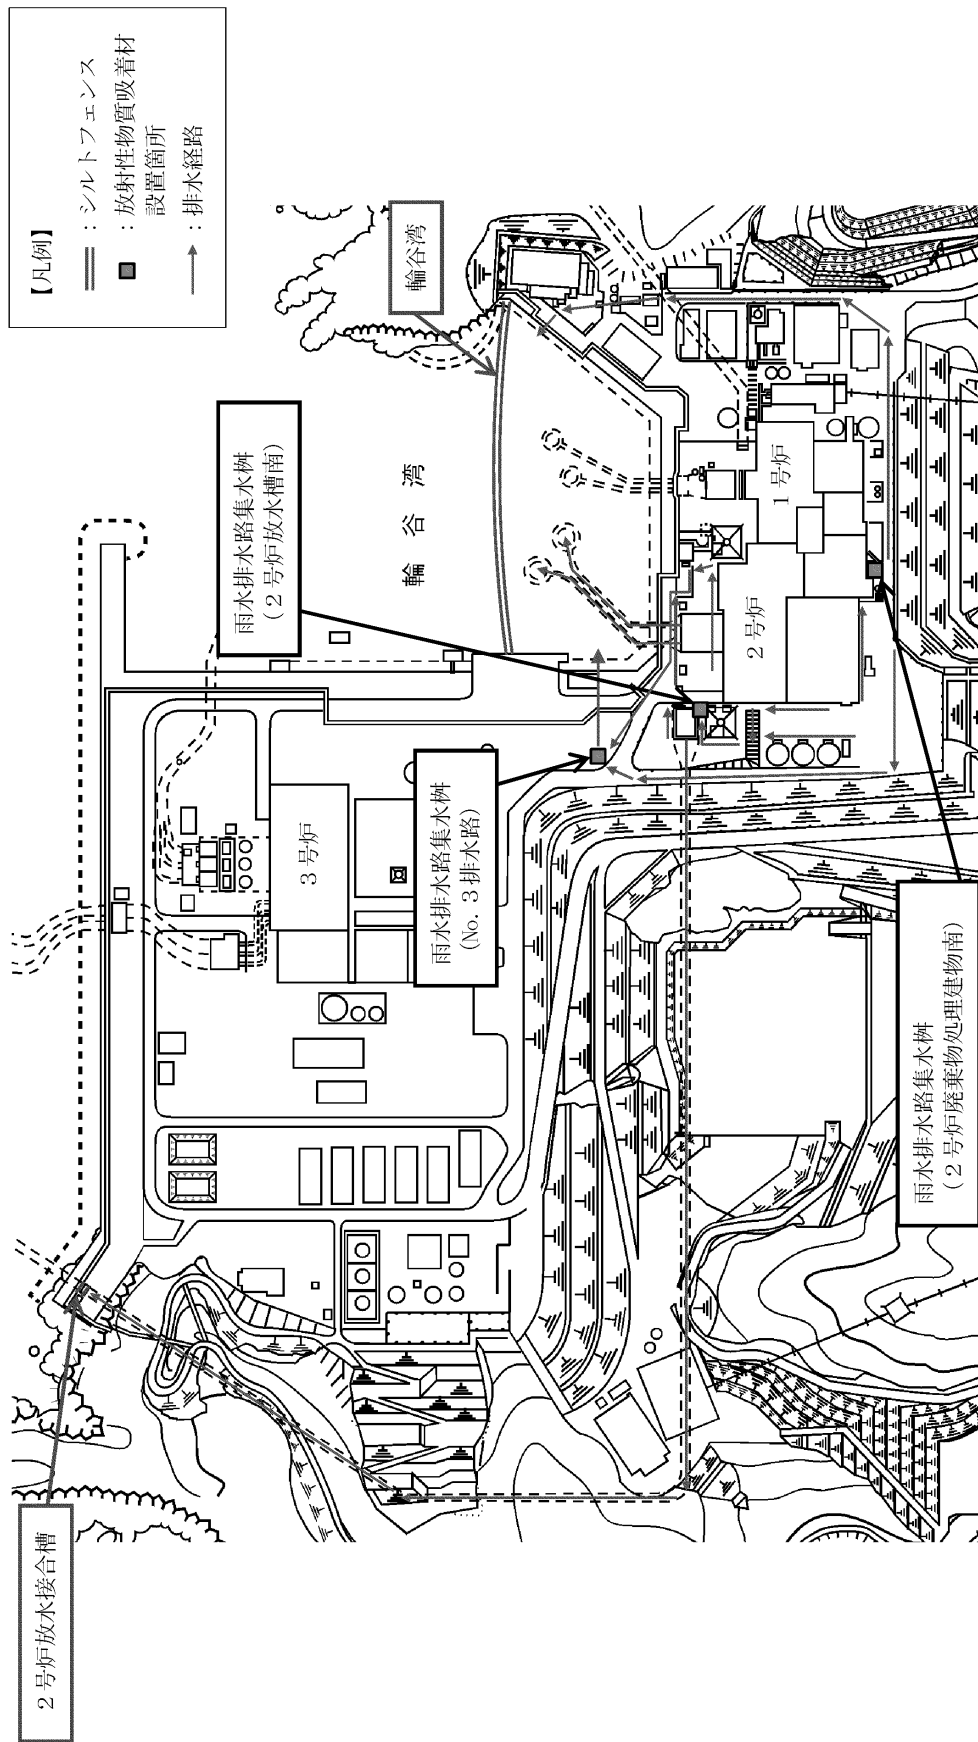 【凡例】
：シルトフェンス
：放射性物質吸着材
設置箇所
：排水経路
2号炉放水接合槽
雨水排水路集水桝
（2号炉放水槽南）
輪谷湾
輪谷湾
3号炉
雨水排水路集水桝
(No. 3排水路)
2号炉
1号炉
雨水排水路集水桝
（2号炉廃棄物処理建物南）